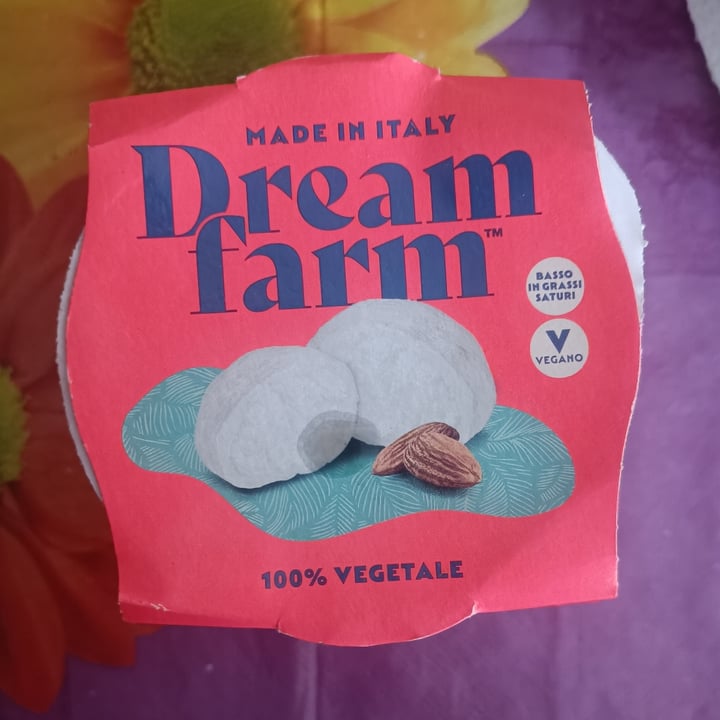 MADE IN ITALY
Dream
farm™
BASSO
IN GRASSI
SATURI
V
VEGANO
100% VEGETALE